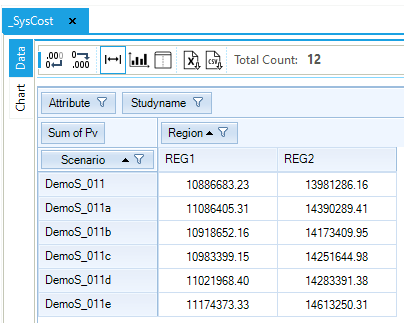 _SysCost ×
Data
Chart
.00 .000 Total Count: 12
Attribute Studyname
Sum of Pv Region
Scenario REG1 REG2
DemoS_011 10886683.23 13981286.16
DemoS_011a 11086405.31 14390289.41
DemoS_011b 10918652.16 14173409.95
DemoS_011c 10983399.15 14251644.98
DemoS_011d 11021968.40 14283391.38
DemoS_011e 11174373.33 14613250.31